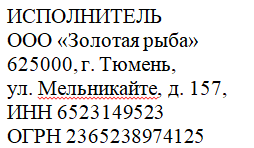 ИСПОЛНИТЕЛЬ
ООО «Золотая рыба»
625000, г. Тюмень,
ул. Мельникайте, д. 157,
ИНН 6523149523
ОГРН 2365238974125